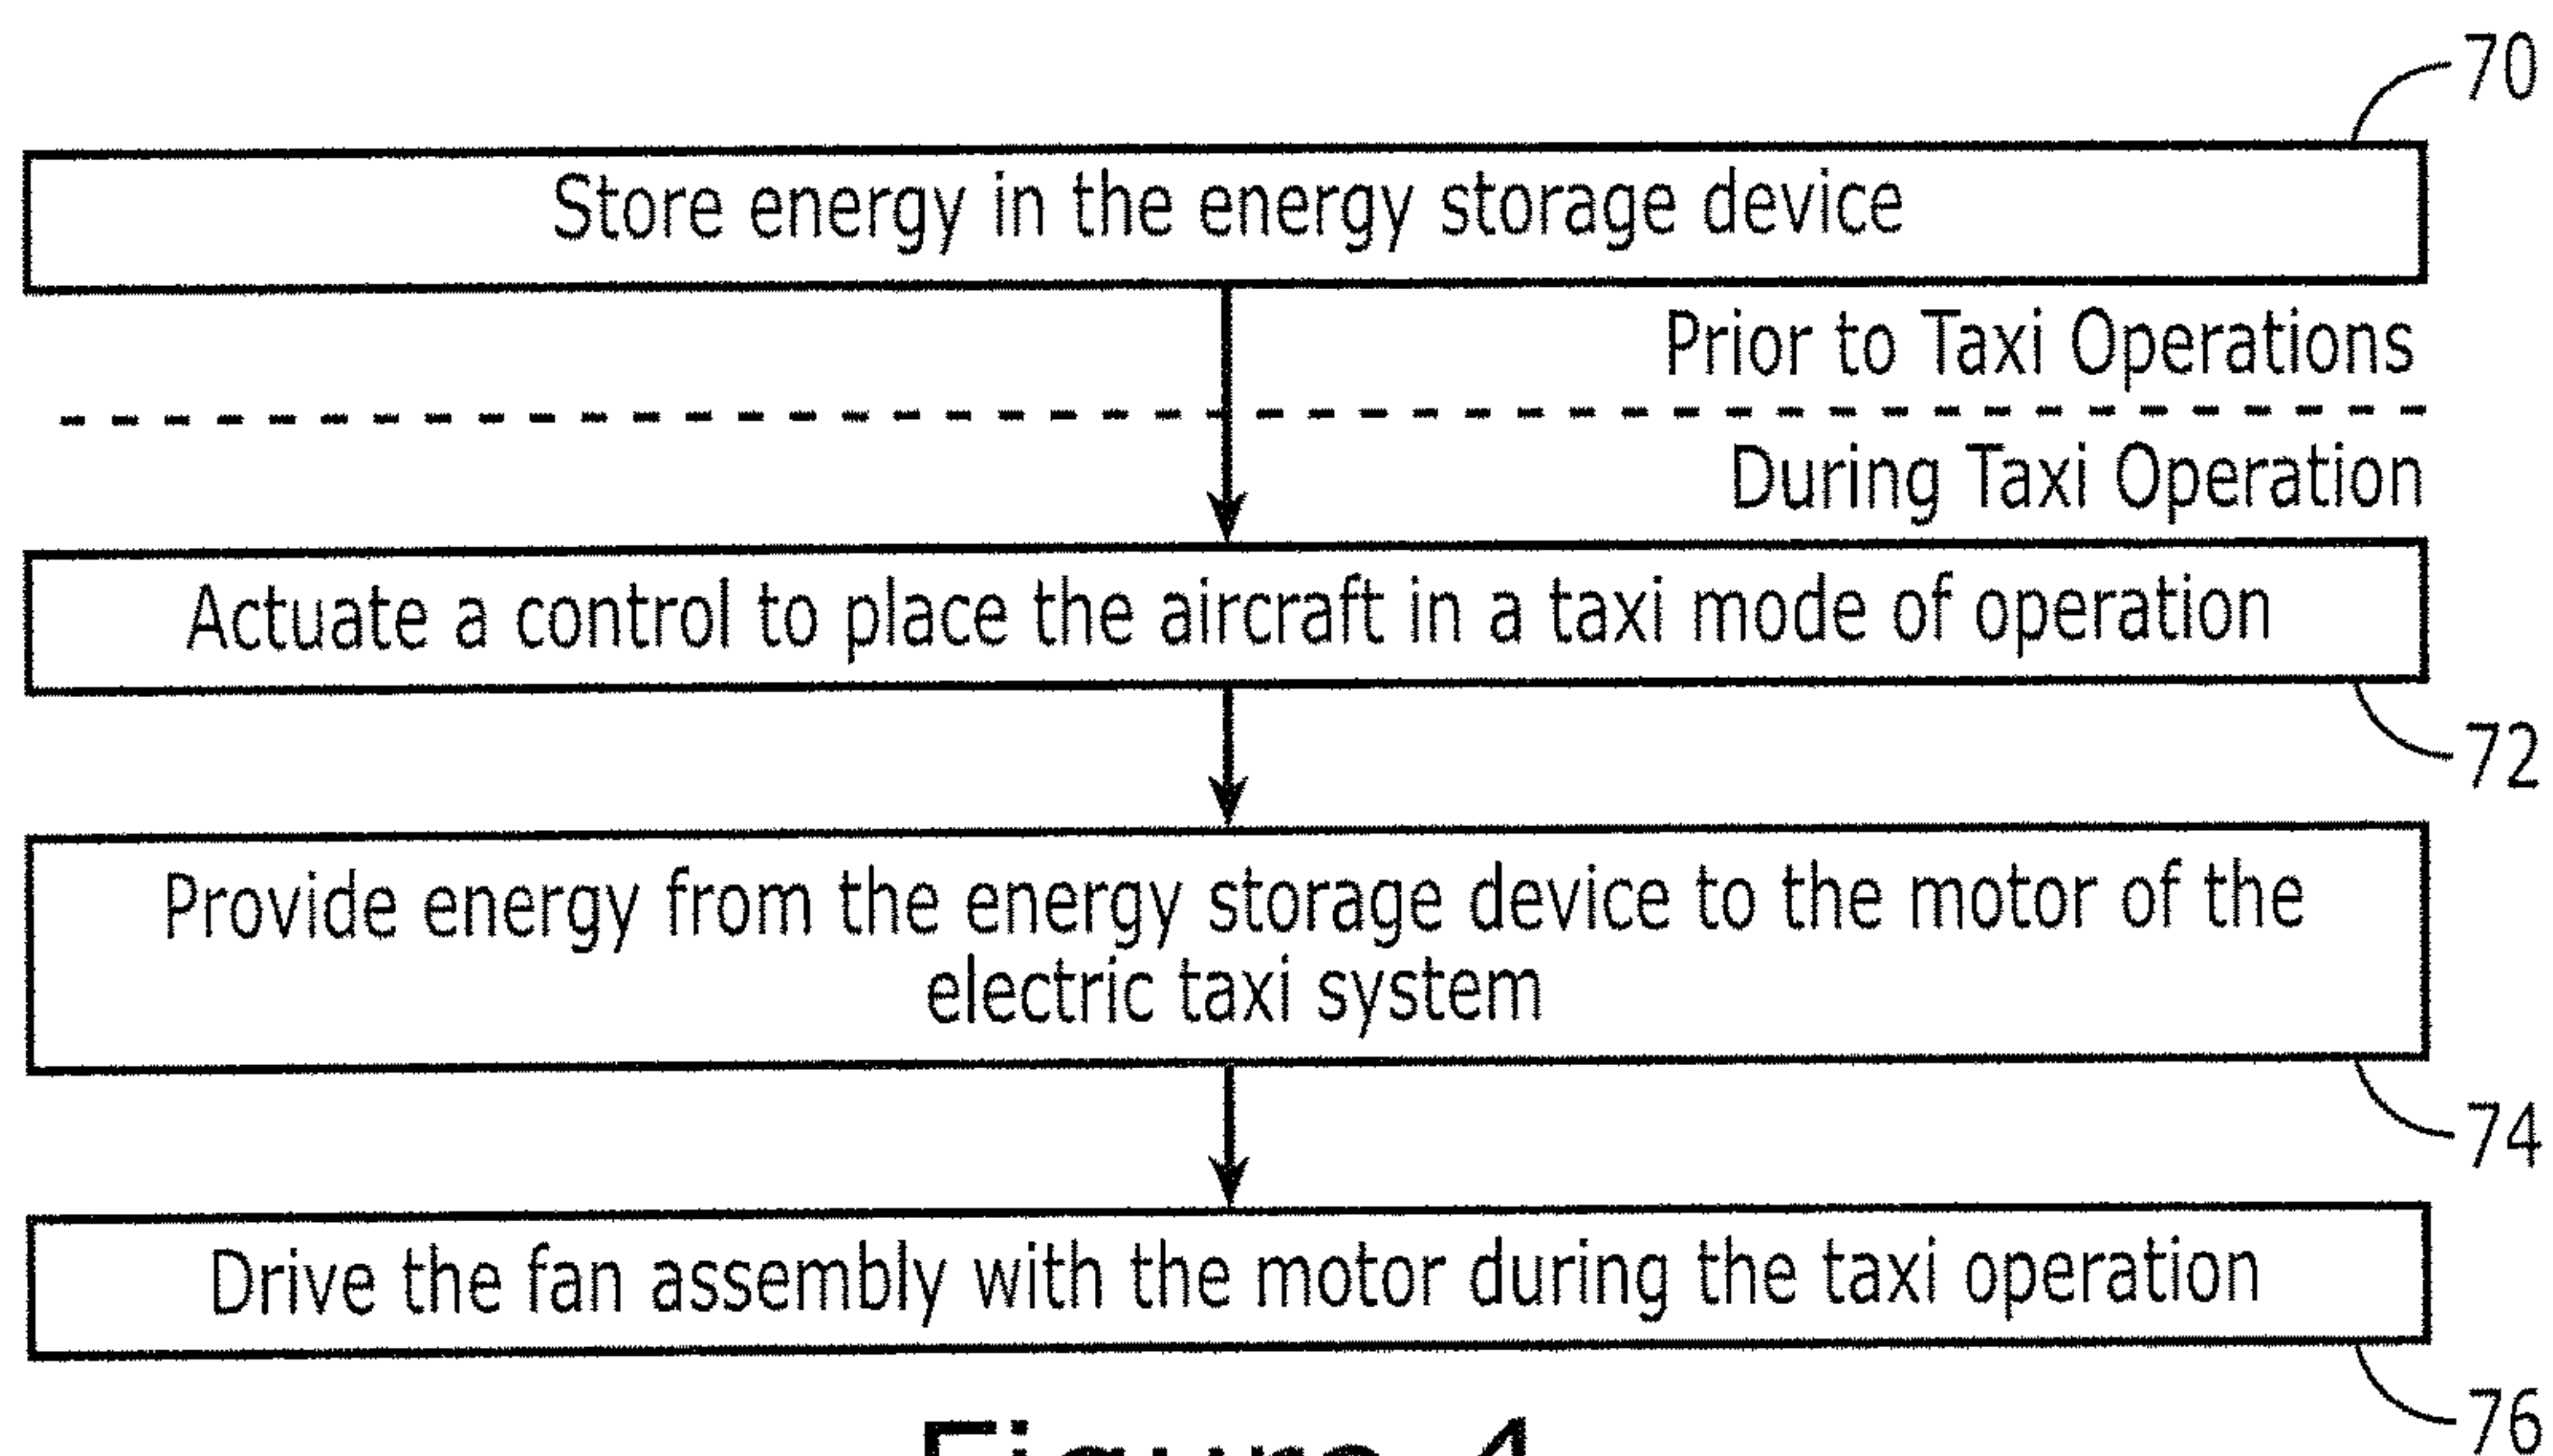 70
Store energy in the energy storage device
Prior to Taxi Operations
During Taxi Operation
Actuate a control to place the aircraft in a taxi mode of operation
72
Provide energy from the energy storage device to the motor of the
electric taxi system
74
Drive the fan assembly with the motor during the taxi operation
76
Figure